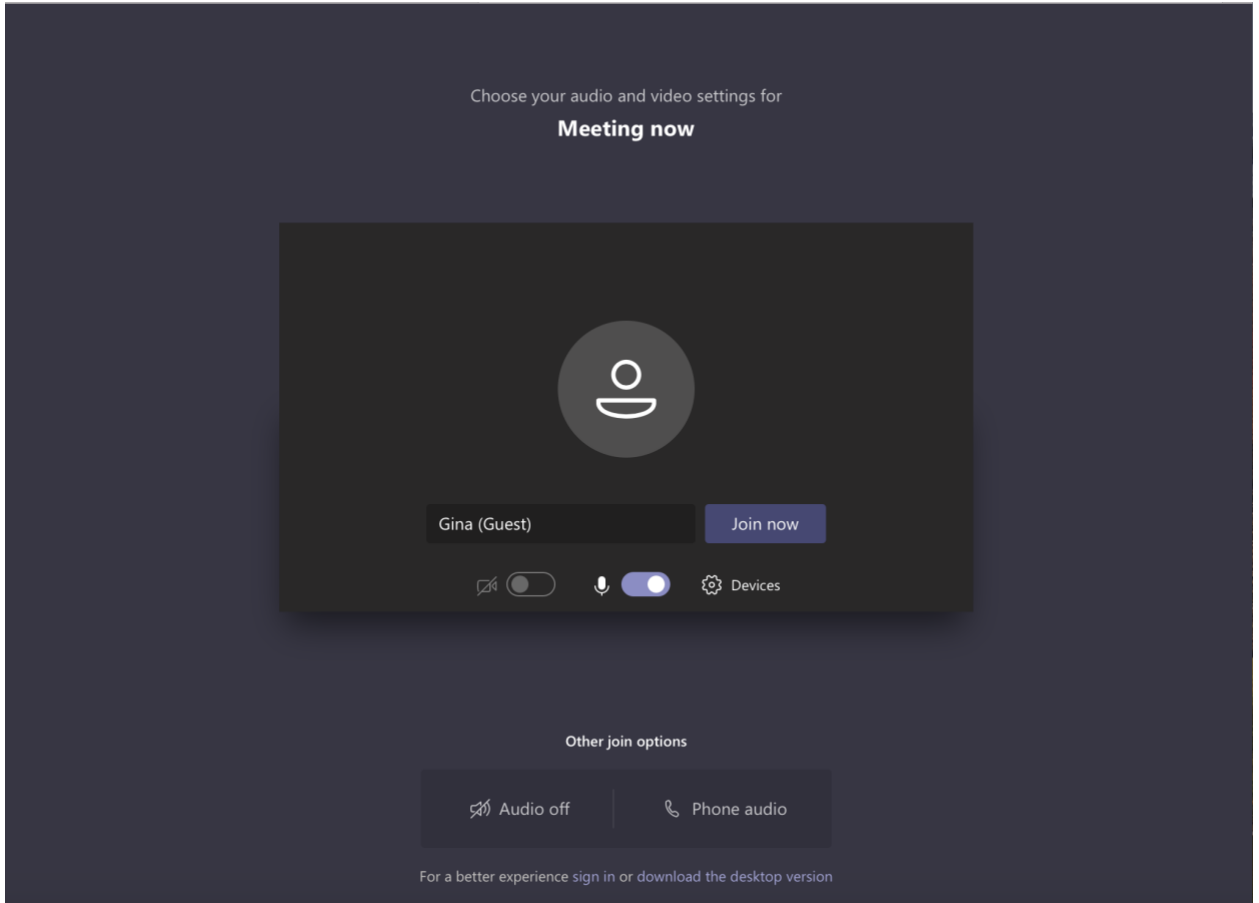 Choose your audio and video settings for
Meeting now
Gina (Guest)
Join now
Devices
Other join options
Audio off
Phone audio
For a better experience sign in or download the desktop version